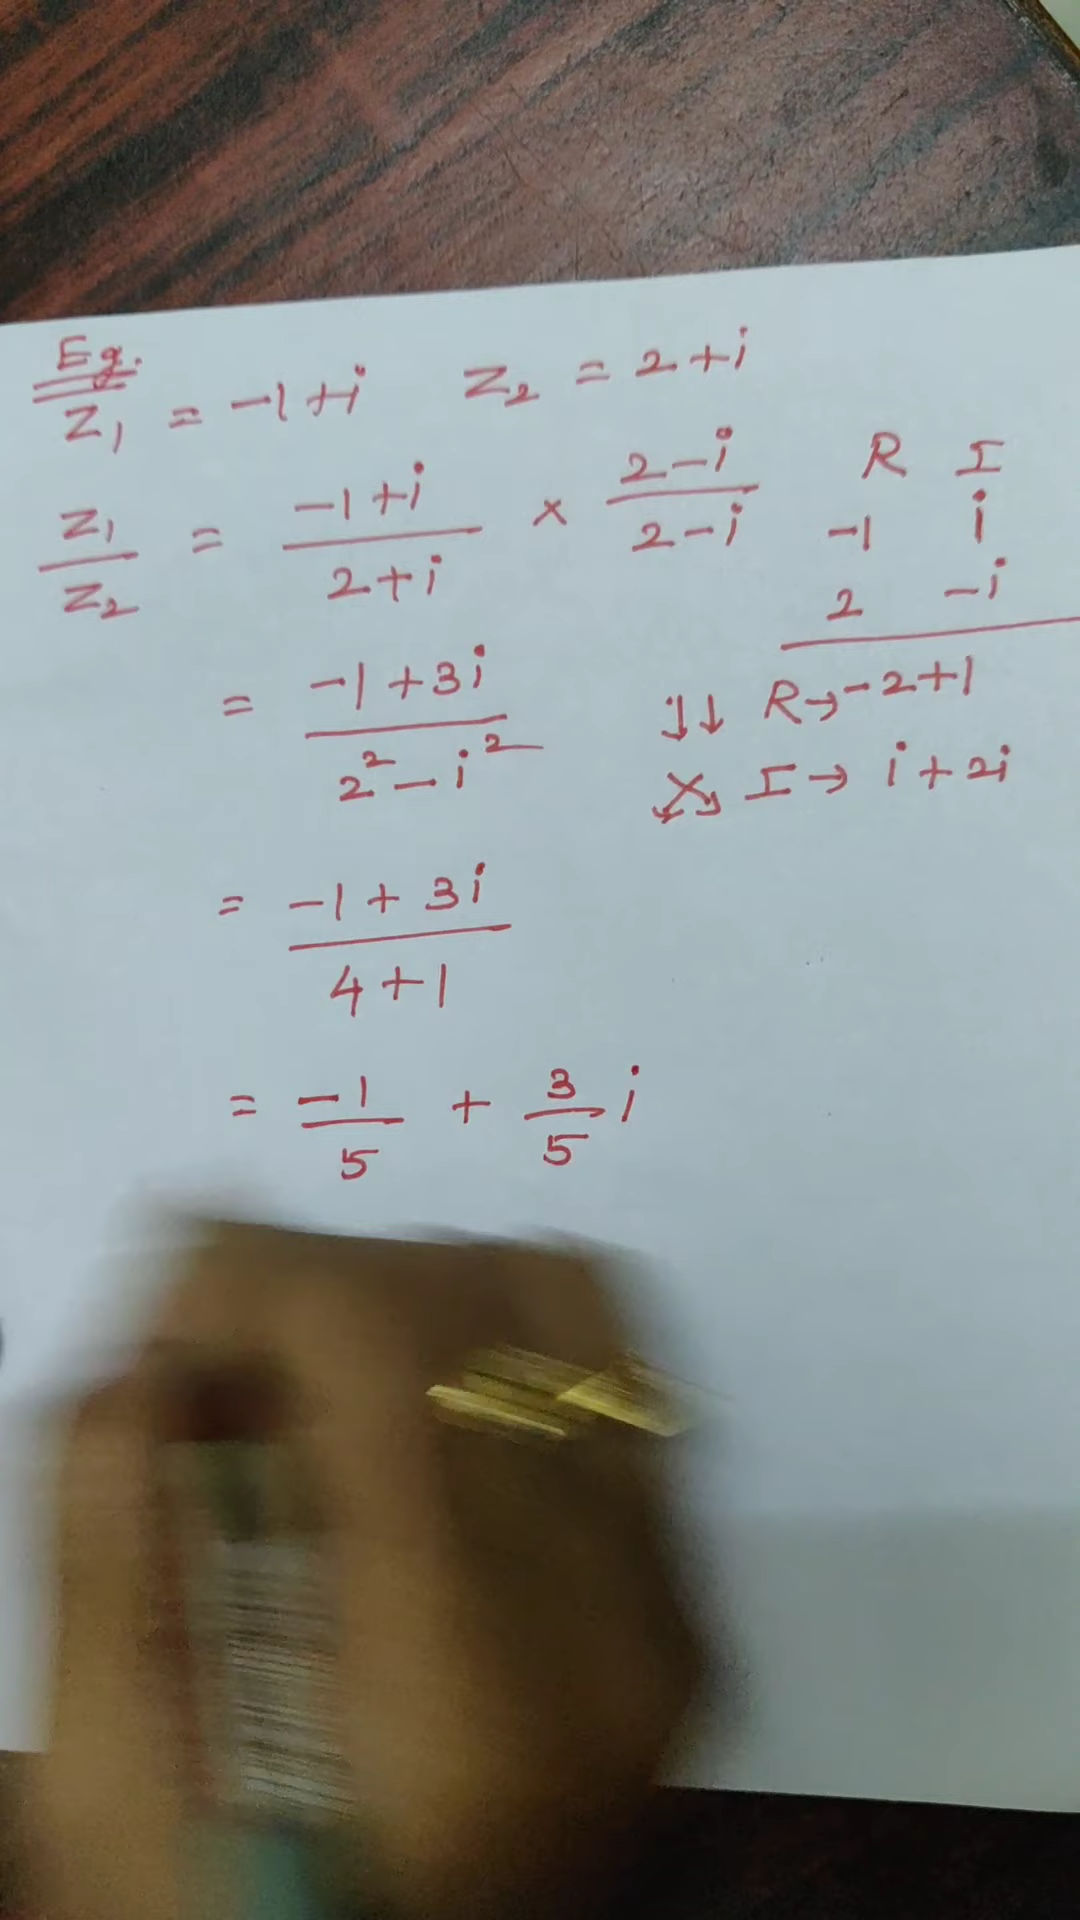 Eg.
Z₁ = -1+i Z₂ = 2+i
Z₁/Z₂ = (-1+i)/(2+i) × (2-i)/(2-i)
= (-1+3i)/(2²-i²)
= (-1+3i)/(4+1)
= -1/5 + 3/5 i
R I
-1 i
2 -i
↓↓ R→-2+1
⤩ I→ i+2i